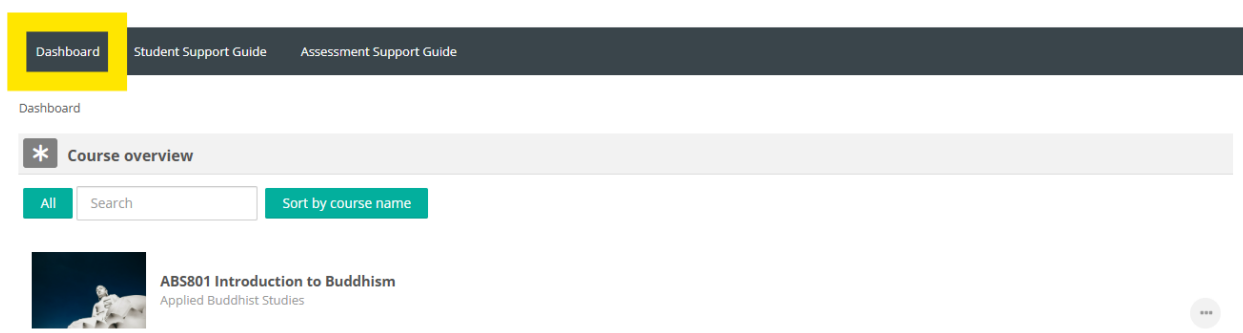 Dashboard Student Support Guide Assessment Support Guide
Dashboard
Course overview
All Search Sort by course name
ABS801 Introduction to Buddhism
Applied Buddhist Studies